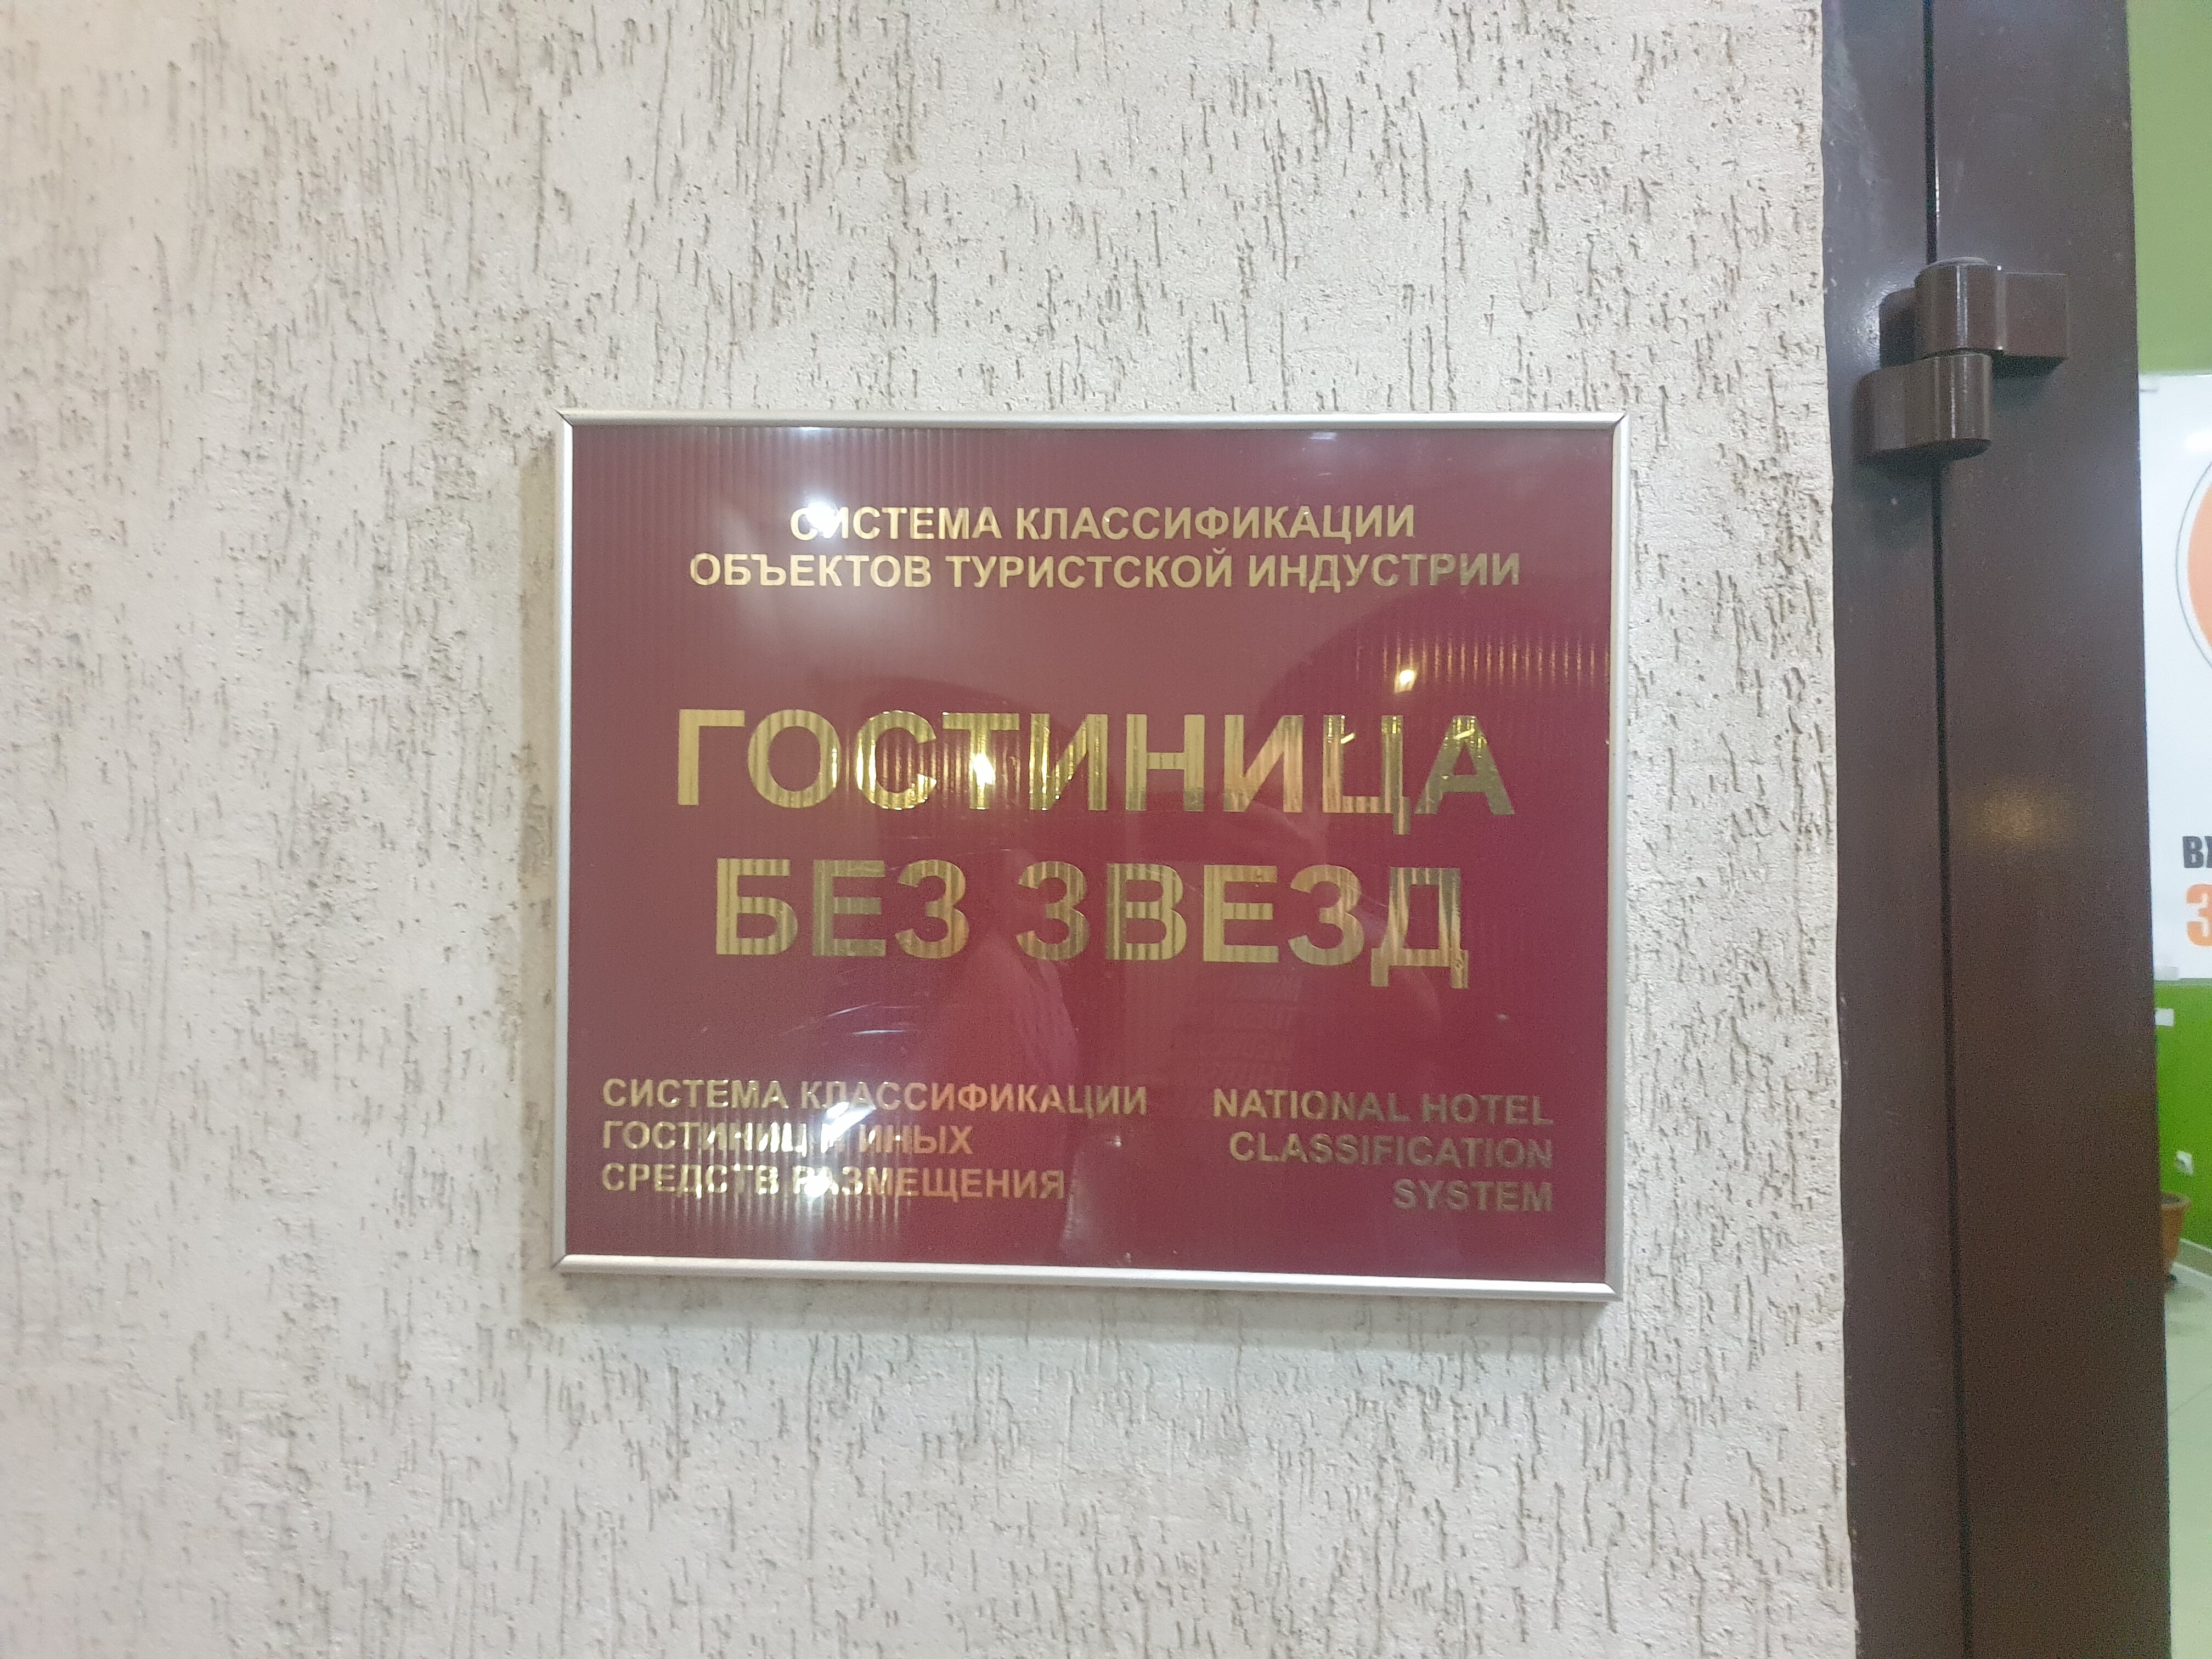 СИСТЕМА КЛАССИФИКАЦИИ
ОБЪЕКТОВ ТУРИСТСКОЙ ИНДУСТРИИ
ГОСТИНИЦА
БЕЗ ЗВЕЗД
СИСТЕМА КЛАССИФИКАЦИИ
ГОСТИНИЦ И ИНЫХ
СРЕДСТВ РАЗМЕЩЕНИЯ
NATIONAL HOTEL
CLASSIFICATION
SYSTEM